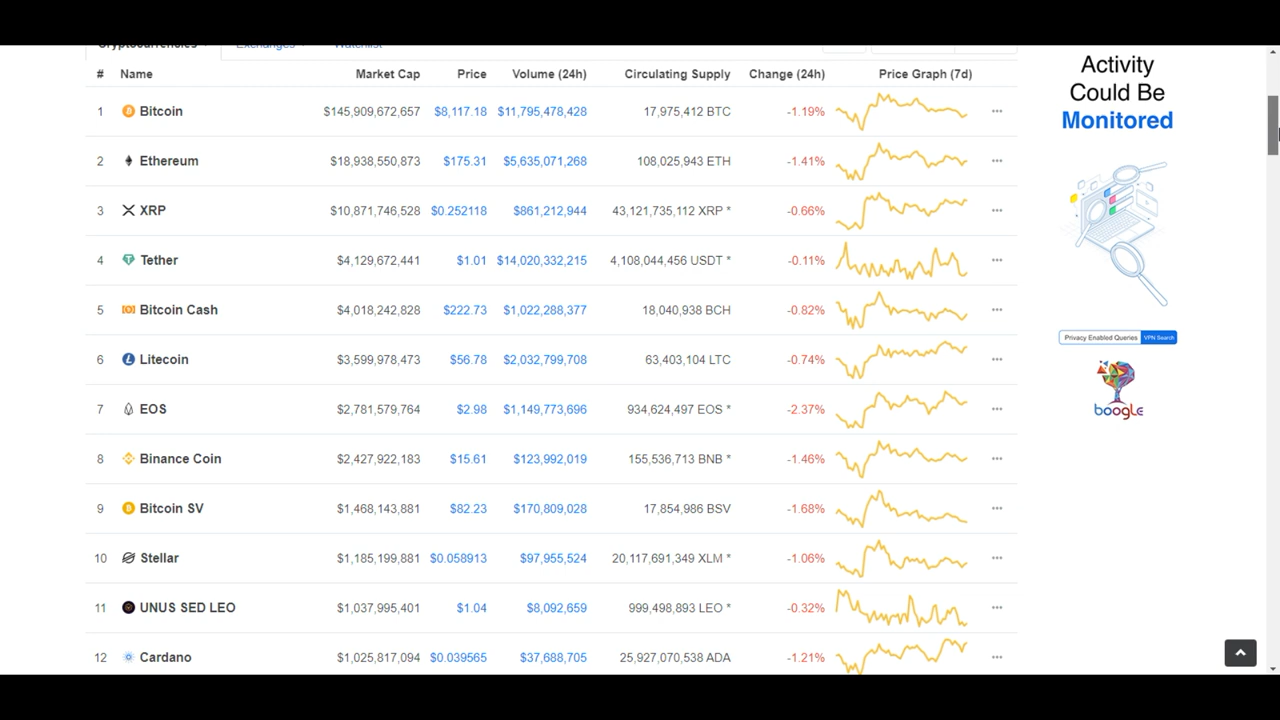 Cryptocurrencies Exchanges Watchlist
# Name Market Cap Price Volume (24h) Circulating Supply Change (24h) Price Graph (7d)
1 Bitcoin $145,909,672,657 $8,117.18 $11,795,478,428 17,975,412 BTC -1.19%
2 Ethereum $18,938,550,873 $175.31 $5,635,071,268 108,025,943 ETH -1.41%
3 XRP $10,871,746,528 $0.252118 $861,212,944 43,121,735,112 XRP * -0.66%
4 Tether $4,129,672,441 $1.01 $14,020,332,215 4,108,044,456 USDT * -0.11%
5 Bitcoin Cash $4,018,242,828 $222.73 $1,022,288,377 18,040,938 BCH -0.82%
6 Litecoin $3,599,978,473 $56.78 $2,032,799,708 63,403,104 LTC -0.74%
7 EOS $2,781,579,764 $2.98 $1,149,773,696 934,624,497 EOS * -2.37%
8 Binance Coin $2,427,922,183 $15.61 $123,992,019 155,536,713 BNB * -1.46%
9 Bitcoin SV $1,468,143,881 $82.23 $170,809,028 17,854,986 BSV -1.68%
10 Stellar $1,185,199,881 $0.058913 $97,955,524 20,117,691,349 XLM * -1.06%
11 UNUS SED LEO $1,037,995,401 $1.04 $8,092,659 999,498,893 LEO * -0.32%
12 Cardano $1,025,817,094 $0.039565 $37,688,705 25,927,070,538 ADA -1.21%
Activity
Could Be
Monitored
Privacy Enabled Queries VPN Search
boogle